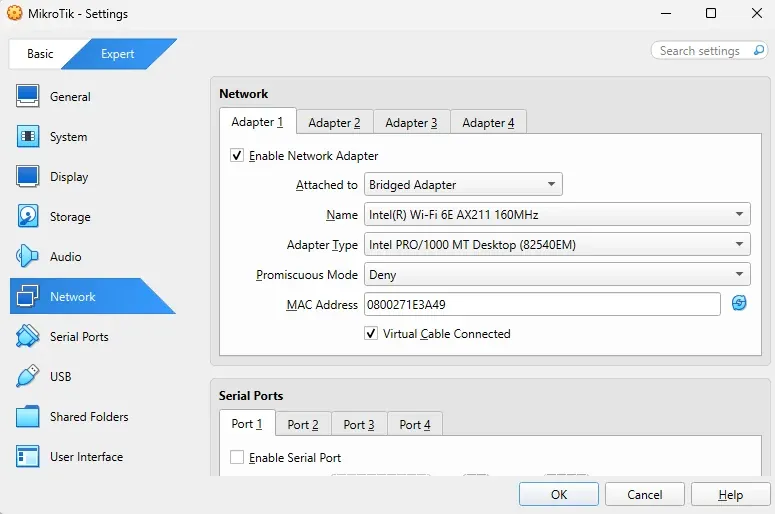 MikroTik - Settings
Basic Expert
Search settings
General
System
Display
Storage
Audio
Network
Serial Ports
USB
Shared Folders
User Interface
Network
Adapter 1 Adapter 2 Adapter 3 Adapter 4
Enable Network Adapter
Attached to Bridged Adapter
Name Intel(R) Wi-Fi 6E AX211 160MHz
Adapter Type Intel PRO/1000 MT Desktop (82540EM)
Promiscuous Mode Deny
MAC Address 0800271E3A49
Virtual Cable Connected
Serial Ports
Port 1 Port 2 Port 3 Port 4
Enable Serial Port
OK Cancel Help